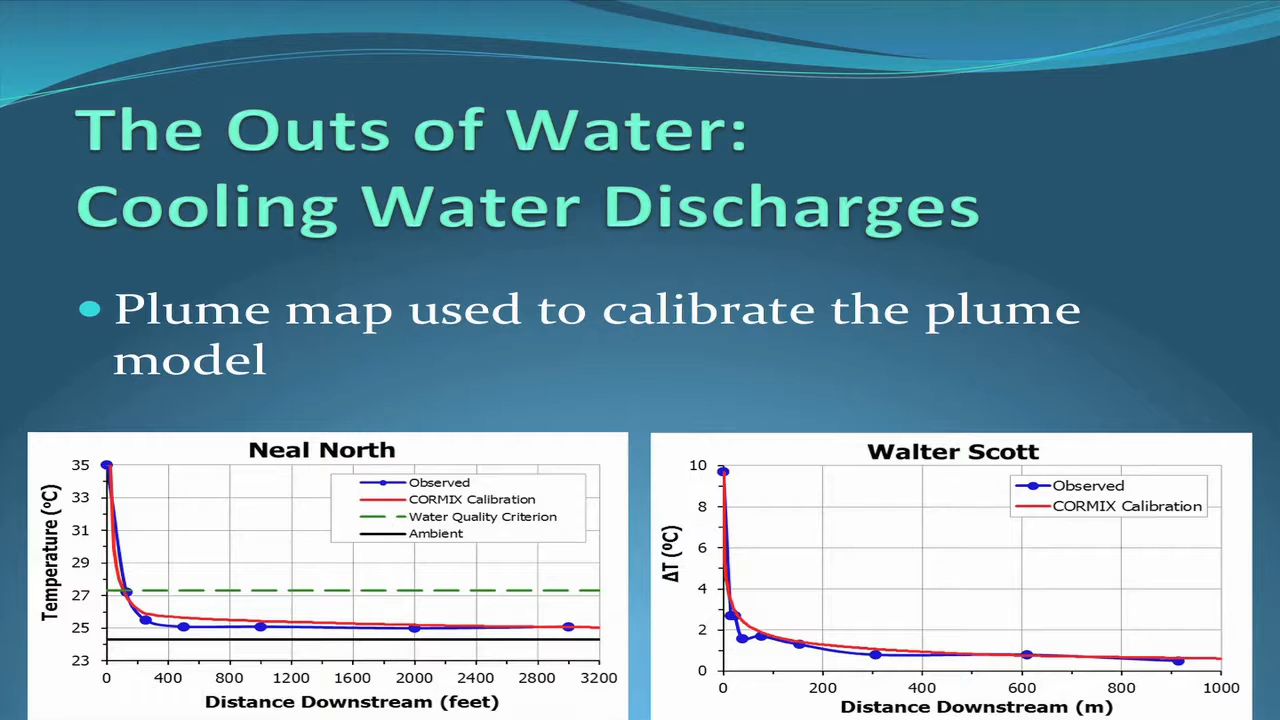 The Outs of Water:
Cooling Water Discharges
Plume map used to calibrate the plume
model
Neal North
35
33
31
29
27
25
23
Temperature (ºC)
Observed
CORMIX Calibration
Water Quality Criterion
Ambient
0 400 800 1200 1600 2000 2400 2800 3200
Distance Downstream (feet)
Walter Scott
10
8
6
4
2
0
ΔT (ºC)
Observed
CORMIX Calibration
0 200 400 600 800 1000
Distance Downstream (m)